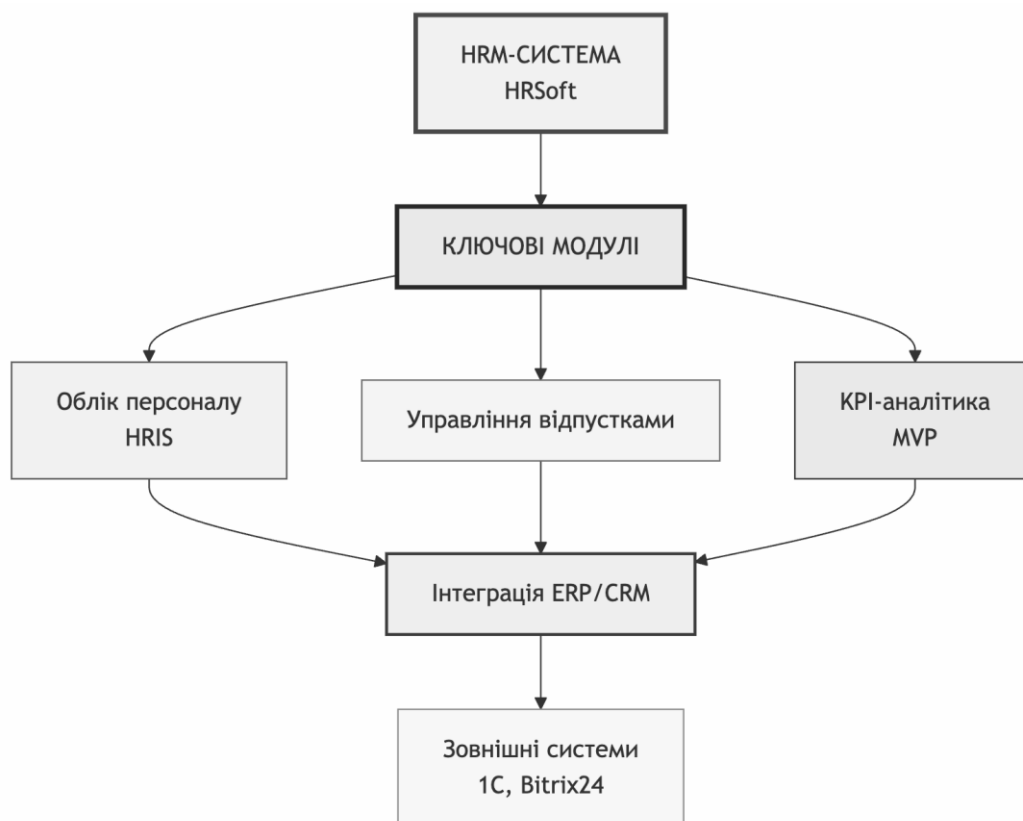 HRM-СИСТЕМА
HRSoft
КЛЮЧОВІ МОДУЛІ
Облік персоналу
HRIS
Управління відпустками
KPI-аналітика
MVP
Інтеграція ERP/CRM
Зовнішні системи
1C, Bitrix24